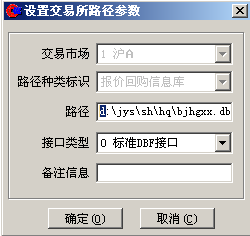 设置交易所路径参数
交易市场 1 沪A
路径种类标识 报价回购信息库
路径 d:\jys\sh\hq\bjhgxx.db
接口类型 0 标准DBF接口
备注信息
确定(O) 取消(C)